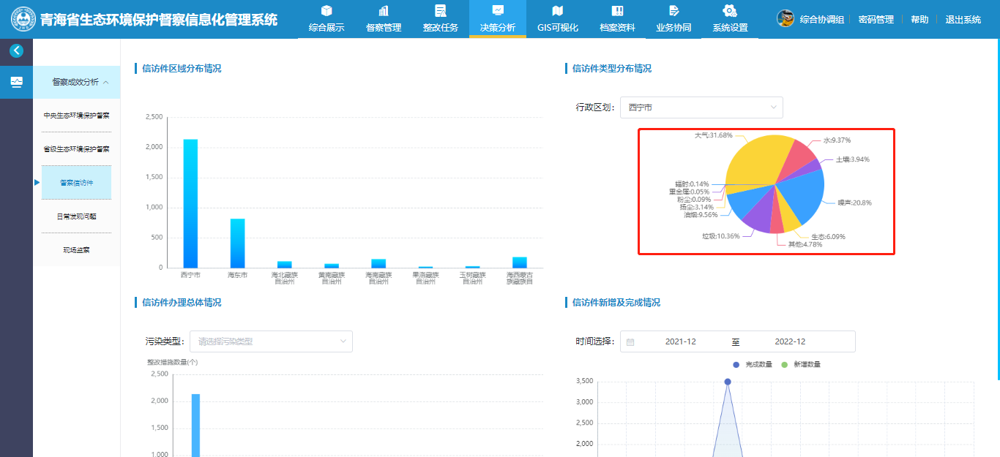 青海省生态环境保护督察信息化管理系统
综合展示
督察管理
整改任务
决策分析
GIS可视化
档案资料
业务协同
系统设置
综合协调组
密码管理
帮助
退出系统
督察成效分析
中央生态环境保护督察
省级生态环境保护督察
督察信访件
日常发现问题
现场监察
信访件区域分布情况
2,500
2,000
1,500
1,000
500
0
西宁市
海东市
海北藏族
自治州
黄南藏族
自治州
海南藏族
自治州
果洛藏族
自治州
玉树藏族
自治州
海西蒙古
族藏族自
信访件类型分布情况
行政区划：
西宁市
大气:31.68%
水:9.37%
土壤:3.94%
噪声:20.8%
生态:6.09%
其他:4.78%
垃圾:10.36%
油烟:9.56%
扬尘:3.14%
粉尘:0.09%
重金属:0.05%
辐射:0.14%
信访件办理总体情况
污染类型：
请选择污染类型
整改措施数量(个)
2,500
2,000
1,500
1,000
信访件新增及完成情况
时间选择：
2021-12
至
2022-12
完成数量
新增数量
3,500
3,000
2,500
2,000